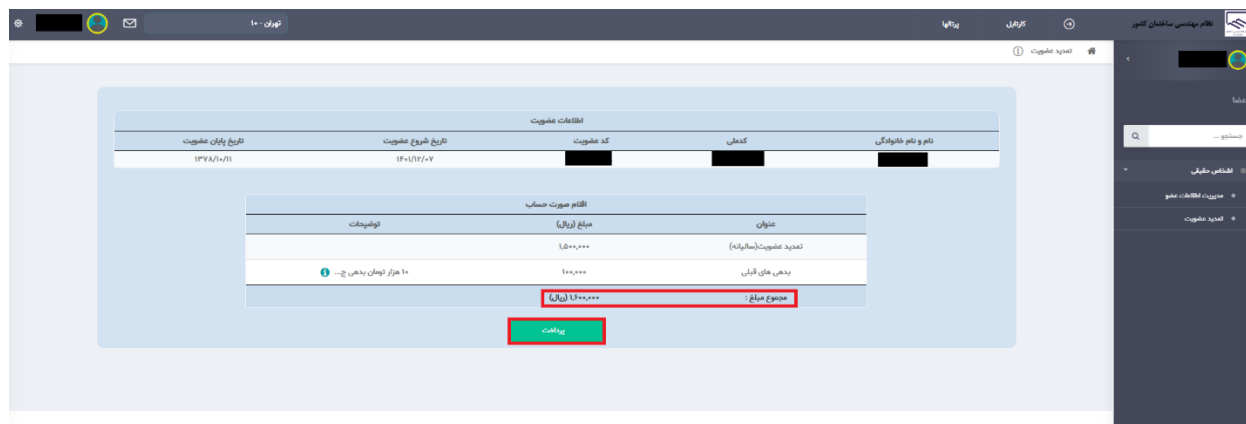 نظام مهندسی ساختمان کشور
کارتابل
پرتالها
تهران - ۱۰
تمدید عضویت
اعضا
جستجو ...
اشخاص حقیقی
مدیریت اطلاعات عضو
تمدید عضویت
اطلاعات عضویت
نام و نام خانوادگی کدملی کد عضویت تاریخ شروع عضویت تاریخ پایان عضویت
۱۴۰۱/۱۲/۰۷ ۱۳۷۸/۱۰/۱۱
اقلام صورت حساب
عنوان مبلغ (ریال) توضیحات
تمدید عضویت(سالیانه) ۱,۵۰۰,۰۰۰
بدهی های قبلی ۱۰۰,۰۰۰ ۱۰ هزار تومان بدهی ج...
مجموع مبلغ : ۱,۶۰۰,۰۰۰ (ریال)
پرداخت